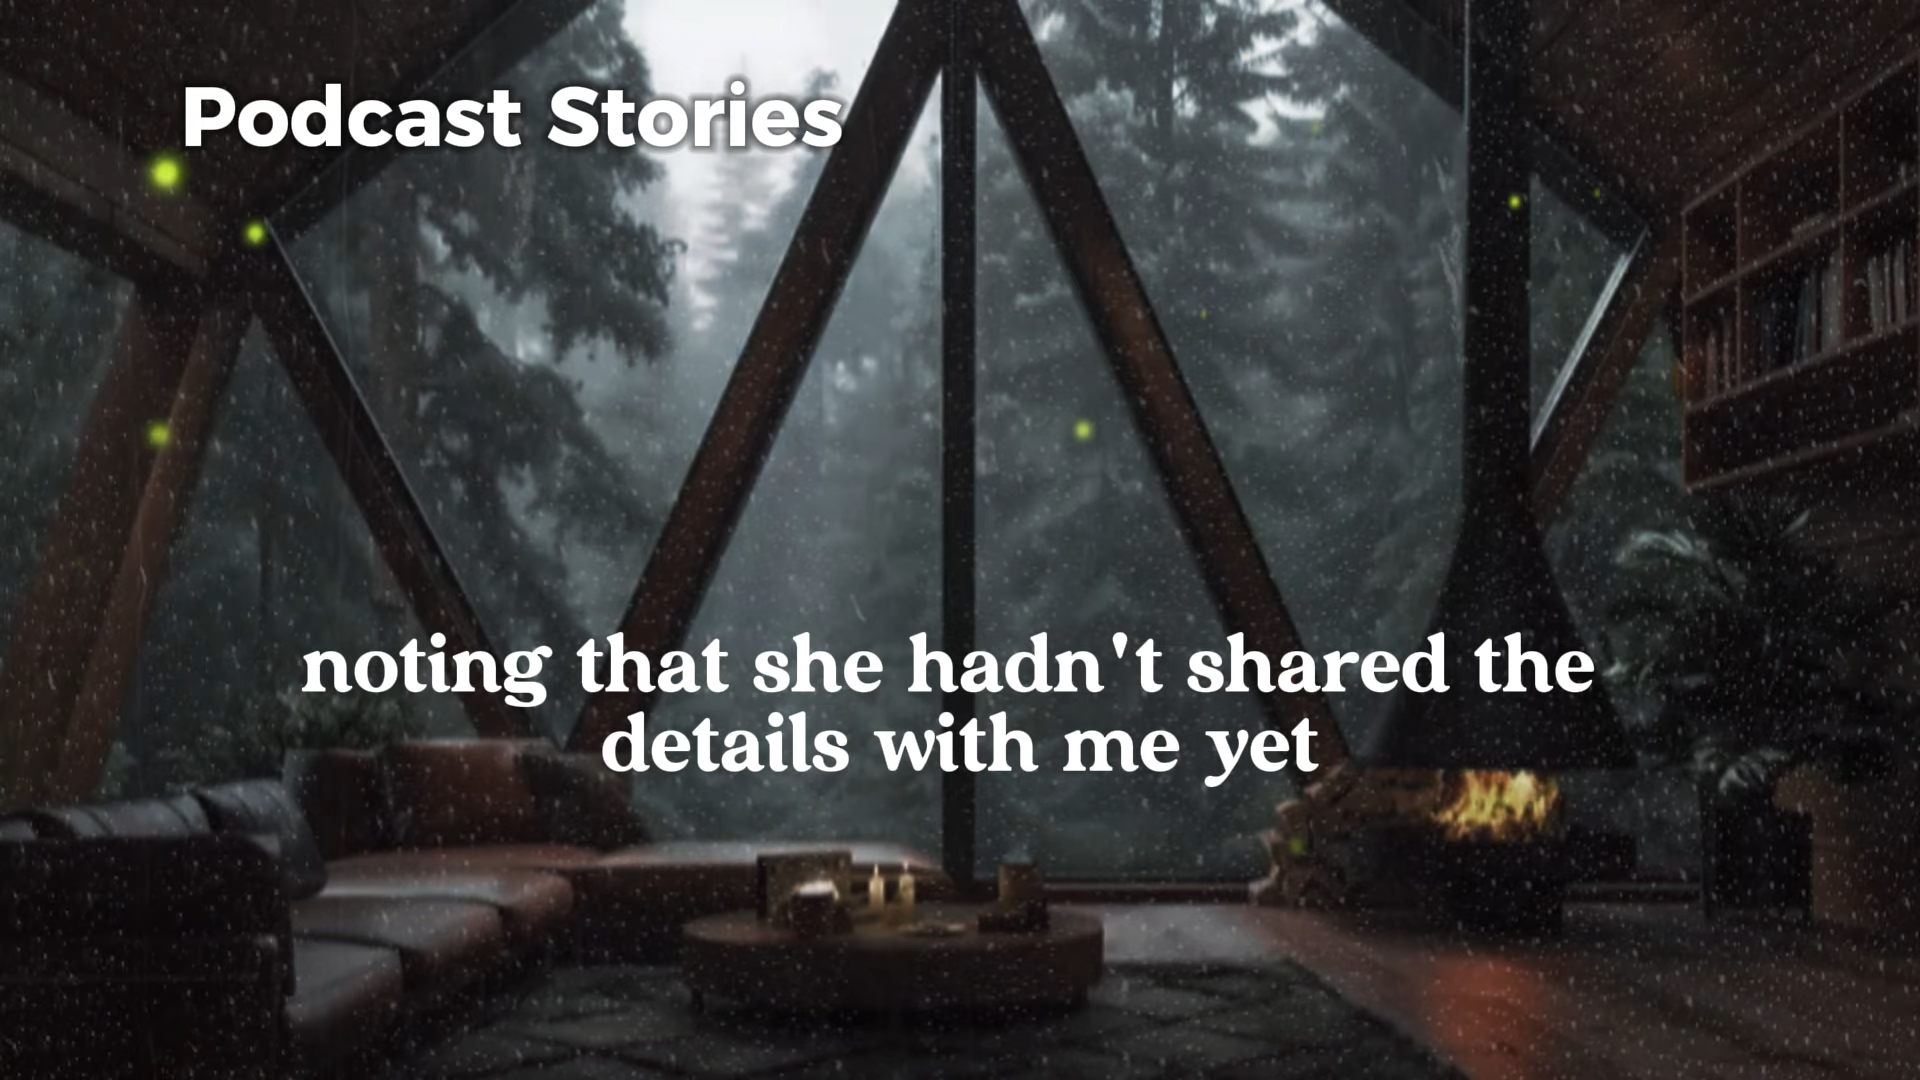 Podcast Stories
noting that she hadn't shared the
details with me yet